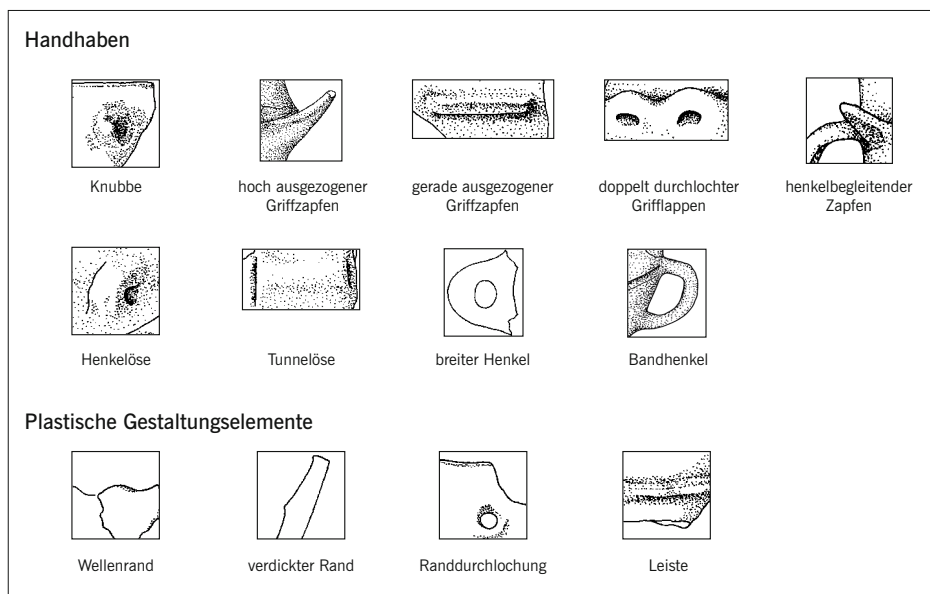 Handhaben
Knubbe
hoch ausgezogener
Griffzapfen
gerade ausgezogener
Griffzapfen
doppelt durchlochter
Grifflappen
henkelbegleitender
Zapfen
Henkelöse
Tunnelöse
breiter Henkel
Bandhenkel
Plastische Gestaltungselemente
Wellenrand
verdickter Rand
Randdurchlochung
Leiste